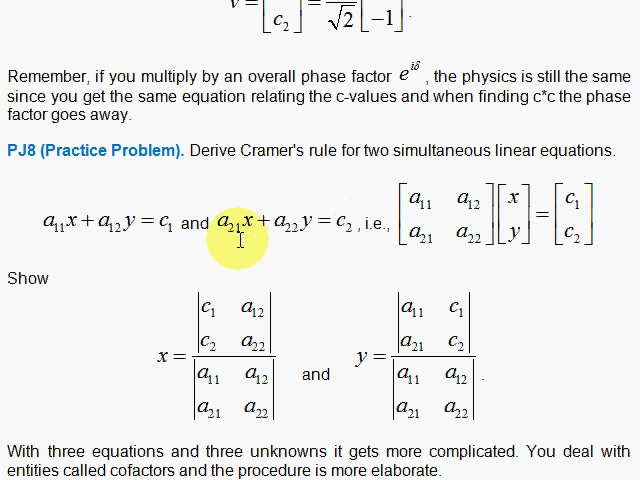 V = [c₂] = √2 [−1].
Remember, if you multiply by an overall phase factor e^{iδ}, the physics is still the same
since you get the same equation relating the c-values and when finding c*c the phase
factor goes away.
PJ8 (Practice Problem). Derive Cramer's rule for two simultaneous linear equations.
a₁₁x + a₁₂y = c₁ and a₂₁x + a₂₂y = c₂, i.e., [a₁₁ a₁₂; a₂₁ a₂₂][x; y] = [c₁; c₂]
Show
x = |c₁ a₁₂; c₂ a₂₂| / |a₁₁ a₁₂; a₂₁ a₂₂| and y = |a₁₁ c₁; a₂₁ c₂| / |a₁₁ a₁₂; a₂₁ a₂₂|.
With three equations and three unknowns it gets more complicated. You deal with
entities called cofactors and the procedure is more elaborate.